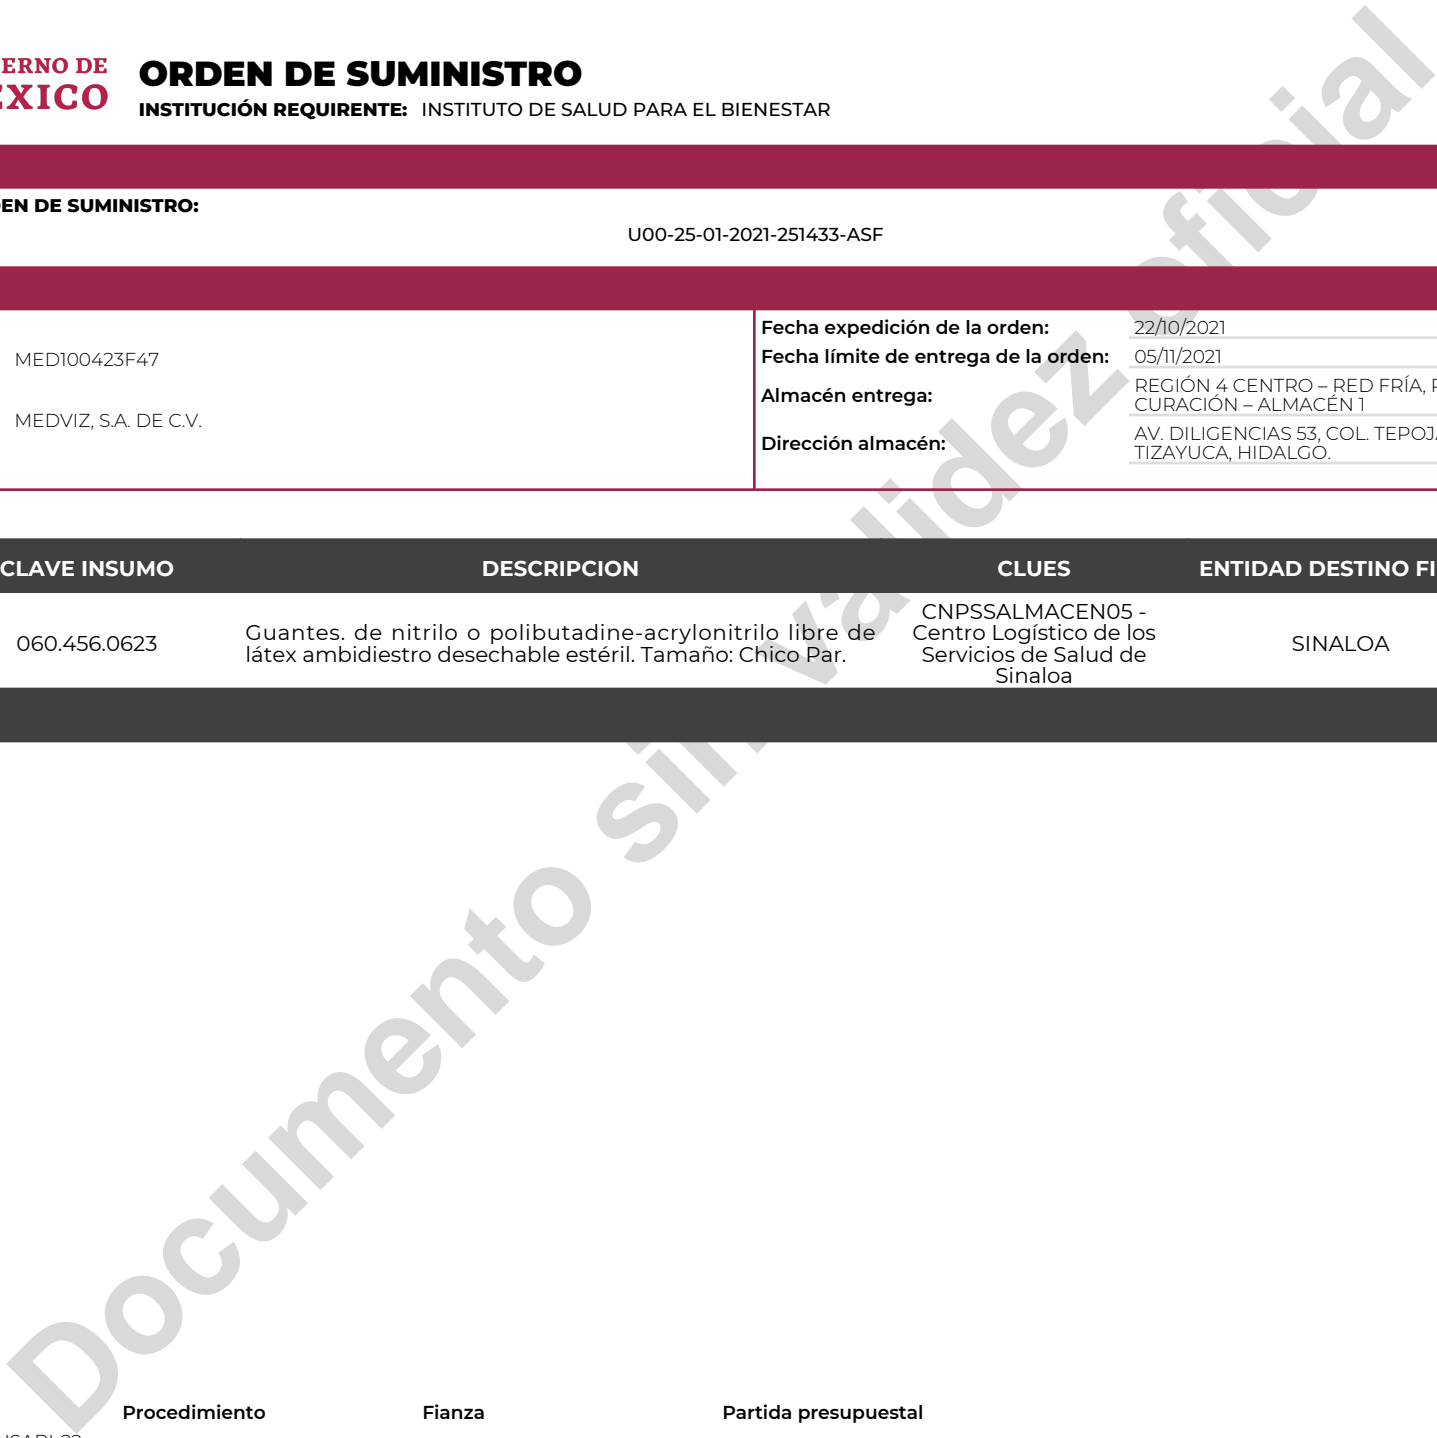 ERNO DE
ÉXICO
ORDEN DE SUMINISTRO
INSTITUCIÓN REQUIRENTE: INSTITUTO DE SALUD PARA EL BIENESTAR
EN DE SUMINISTRO:
U00-25-01-2021-251433-ASF
MED100423F47
MEDVIZ, S.A. DE C.V.
Fecha expedición de la orden: 22/10/2021
Fecha límite de entrega de la orden: 05/11/2021
Almacén entrega: REGIÓN 4 CENTRO – RED FRÍA,
CURACIÓN – ALMACÉN 1
Dirección almacén: AV. DILIGENCIAS 53, COL. TEPOJ
TIZAYUCA, HIDALGO.
CLAVE INSUMO DESCRIPCION CLUES ENTIDAD DESTINO FI
060.456.0623
Guantes. de nitrilo o polibutadine-acrylonitrilo libre de
látex ambidiestro desechable estéril. Tamaño: Chico Par.
CNPSSALMACEN05 -
Centro Logístico de los
Servicios de Salud de
Sinaloa
SINALOA
Documento sin validez oficial
Procedimiento Fianza Partida presupuestal